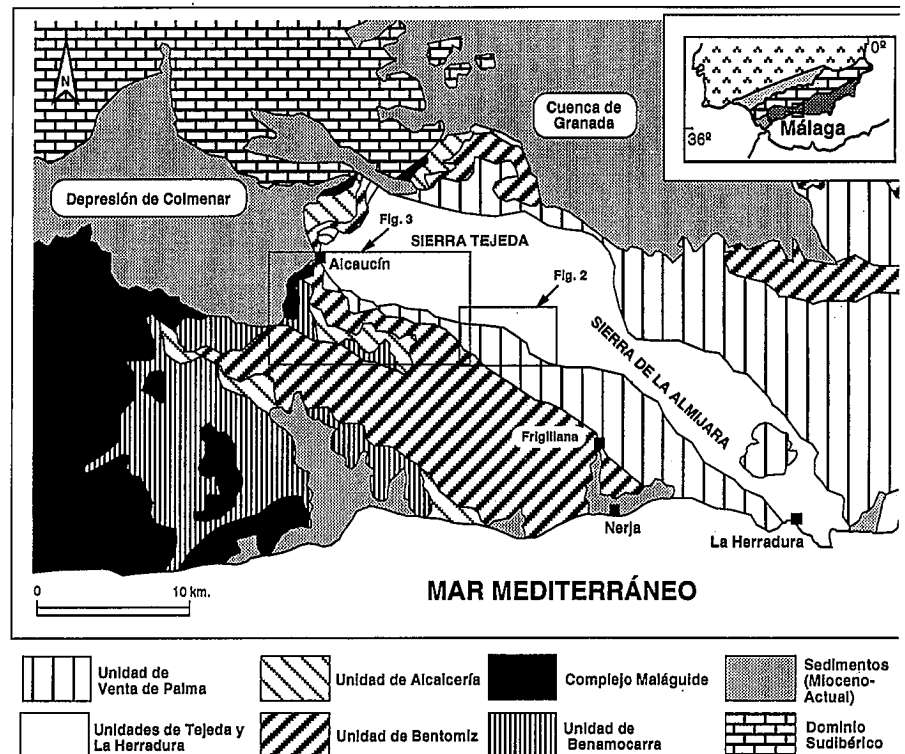 N
0º
36º
Málaga
Cuenca de
Granada
Depresión de Colmenar
Fig. 3
SIERRA TEJEDA
Alcaucín
Fig. 2
SIERRA DE LA ALMIJARA
Frigiliana
Nerja
La Herradura
0 10 km.
MAR MEDITERRÁNEO
Unidad de
Venta de Palma
Unidad de Alcaicería
Complejo Maláguide
Sedimentos
(Mioceno-
Actual)
Unidades de Tejeda y
La Herradura
Unidad de Bentomiz
Unidad de
Benamocarra
Dominio
Sudibérico